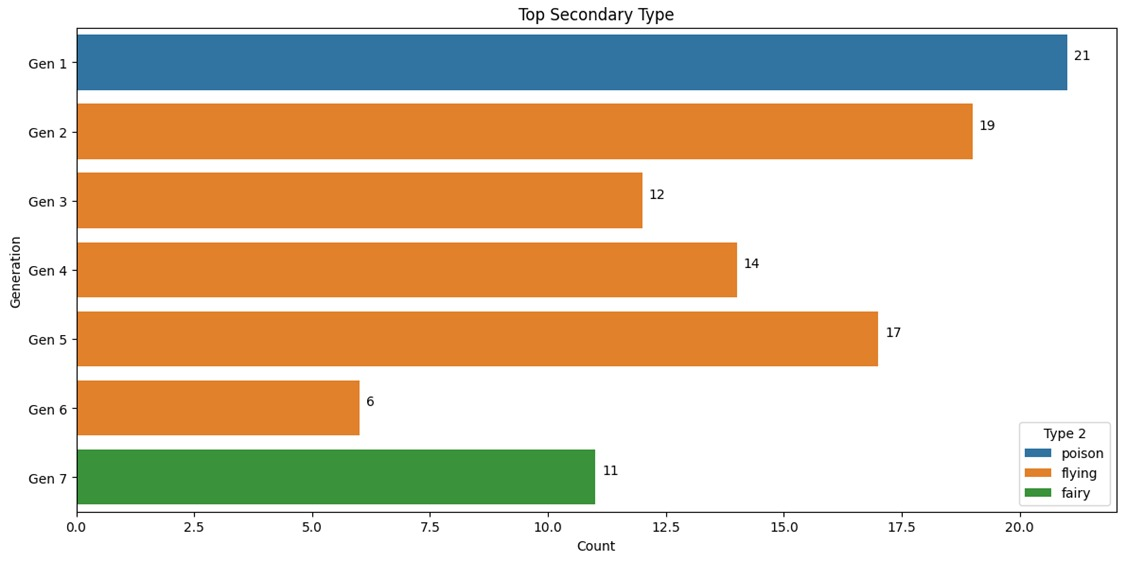 Top Secondary Type
Generation
Gen 1
21
Gen 2
19
Gen 3
12
Gen 4
14
Gen 5
17
Gen 6
6
Gen 7
11
Type 2
poison
flying
fairy
0.0 2.5 5.0 7.5 10.0 12.5 15.0 17.5 20.0
Count